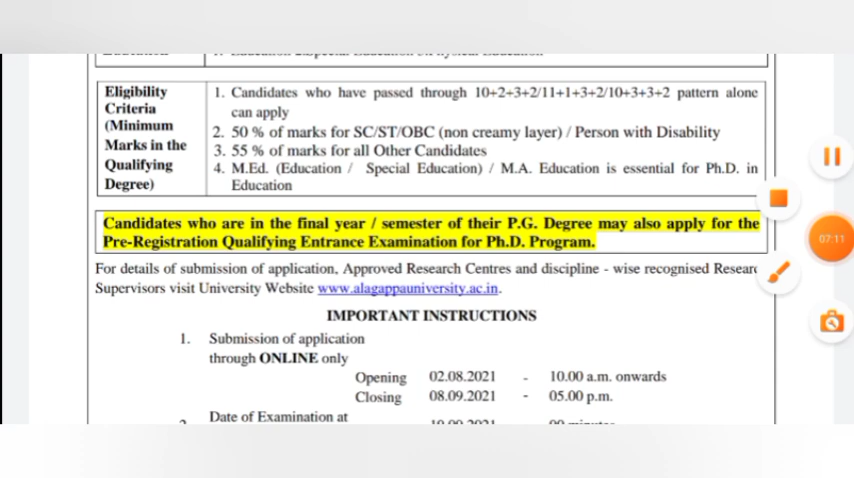 Eligibility
Criteria
(Minimum
Marks in the
Qualifying
Degree)
1. Candidates who have passed through 10+2+3+2/11+1+3+2/10+3+3+2 pattern alone
can apply
2. 50 % of marks for SC/ST/OBC (non creamy layer) / Person with Disability
3. 55 % of marks for all Other Candidates
4. M.Ed. (Education / Special Education) / M.A. Education is essential for Ph.D. in
Education
Candidates who are in the final year / semester of their P.G. Degree may also apply for the
Pre-Registration Qualifying Entrance Examination for Ph.D. Program.
For details of submission of application, Approved Research Centres and discipline - wise recognised Researc
Supervisors visit University Website www.alagappauniversity.ac.in.
IMPORTANT INSTRUCTIONS
1. Submission of application
through ONLINE only
Opening 02.08.2021 - 10.00 a.m. onwards
Closing 08.09.2021 - 05.00 p.m.
Date of Examination at
07:11